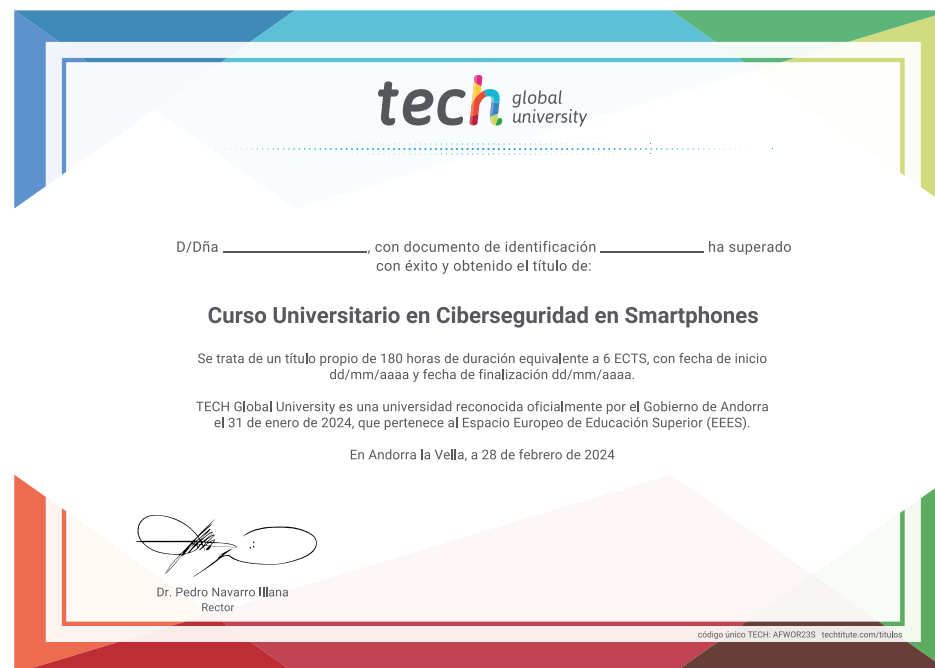 tech global university
D/Dña ________________, con documento de identificación ____________ ha superado
con éxito y obtenido el título de:
Curso Universitario en Ciberseguridad en Smartphones
Se trata de un título propio de 180 horas de duración equivalente a 6 ECTS, con fecha de inicio
dd/mm/aaaa y fecha de finalización dd/mm/aaaa.
TECH Global University es una universidad reconocida oficialmente por el Gobierno de Andorra
el 31 de enero de 2024, que pertenece al Espacio Europeo de Educación Superior (EEES).
En Andorra la Vella, a 28 de febrero de 2024
Dr. Pedro Navarro Illana
Rector
código único TECH: AFWOR23S techtitute.com/titulos